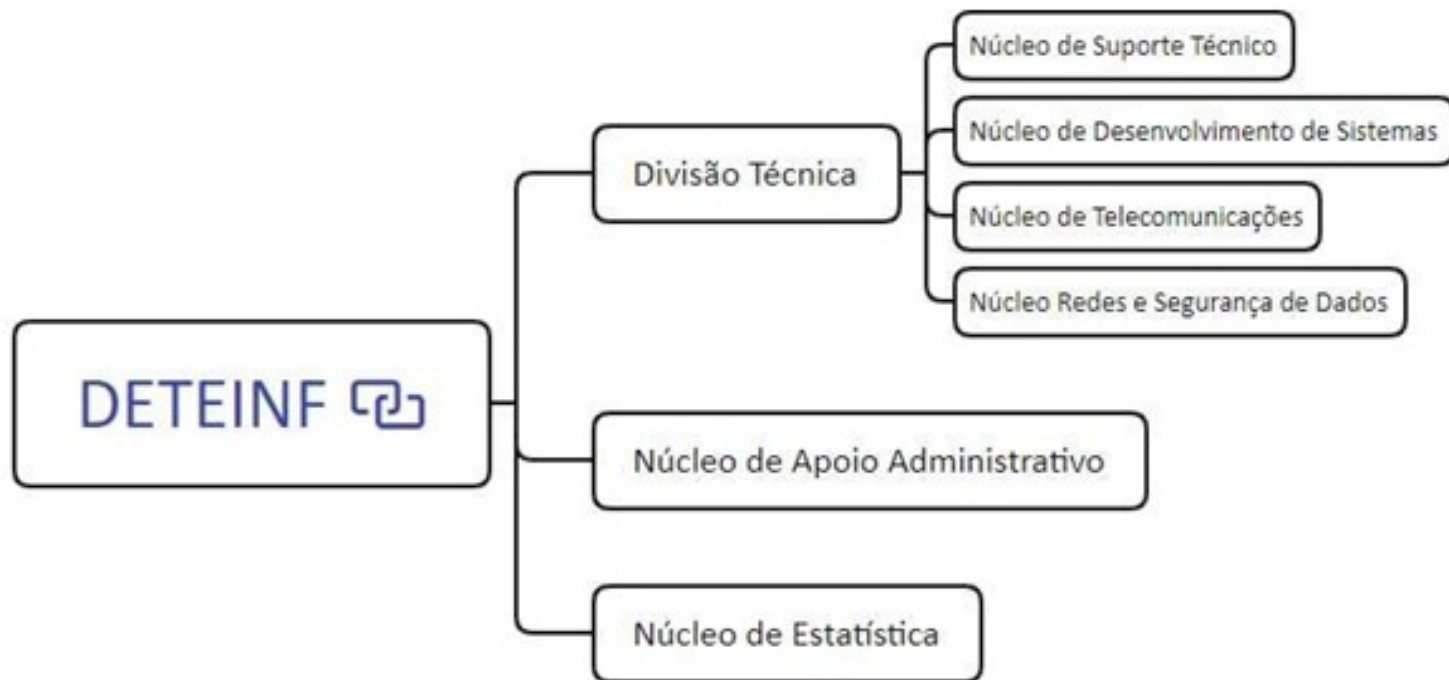 DETEINF
Divisão Técnica
Núcleo de Suporte Técnico
Núcleo de Desenvolvimento de Sistemas
Núcleo de Telecomunicações
Núcleo Redes e Segurança de Dados
Núcleo de Apoio Administrativo
Núcleo de Estatística